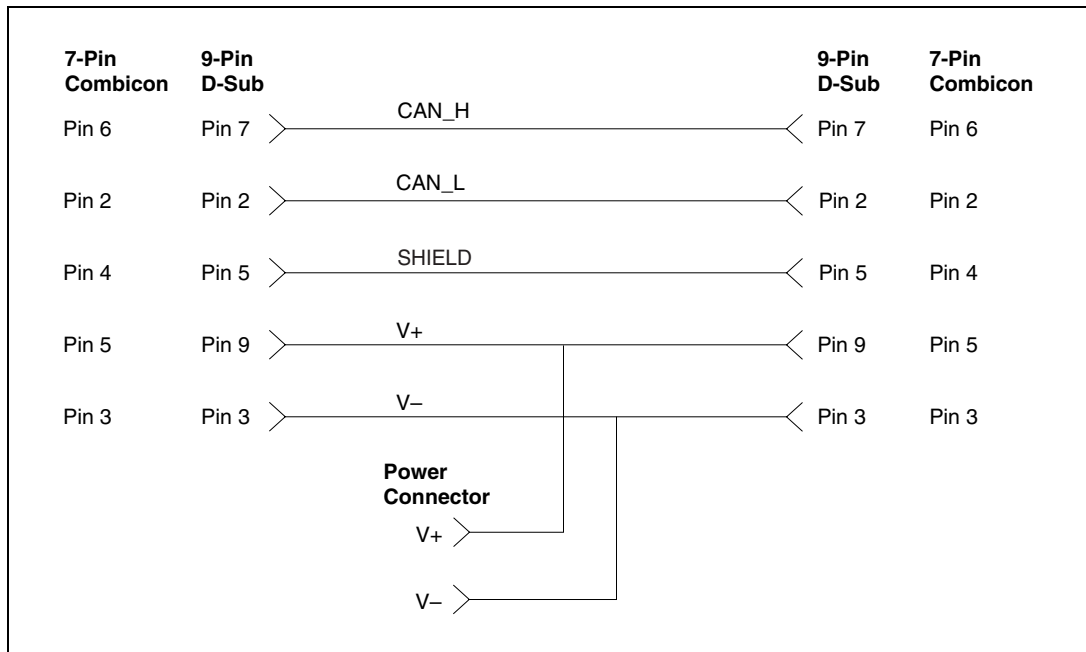 7-Pin Combicon 9-Pin D-Sub 9-Pin D-Sub 7-Pin Combicon
Pin 6 Pin 7 CAN_H Pin 7 Pin 6
Pin 2 Pin 2 CAN_L Pin 2 Pin 2
Pin 4 Pin 5 SHIELD Pin 5 Pin 4
Pin 5 Pin 9 V+ Pin 9 Pin 5
Pin 3 Pin 3 V– Pin 3 Pin 3
Power
Connector
V+
V–